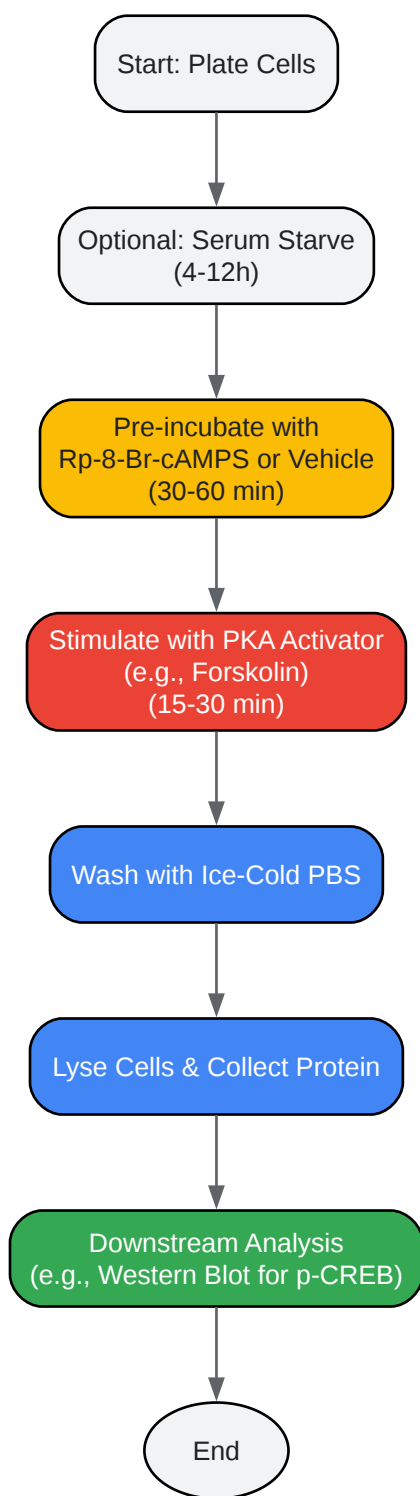 Start: Plate Cells
Optional: Serum Starve
(4-12h)
Pre-incubate with
Rp-8-Br-cAMPS or Vehicle
(30-60 min)
Stimulate with PKA Activator
(e.g., Forskolin)
(15-30 min)
Wash with Ice-Cold PBS
Lyse Cells & Collect Protein
Downstream Analysis
(e.g., Western Blot for p-CREB)
End